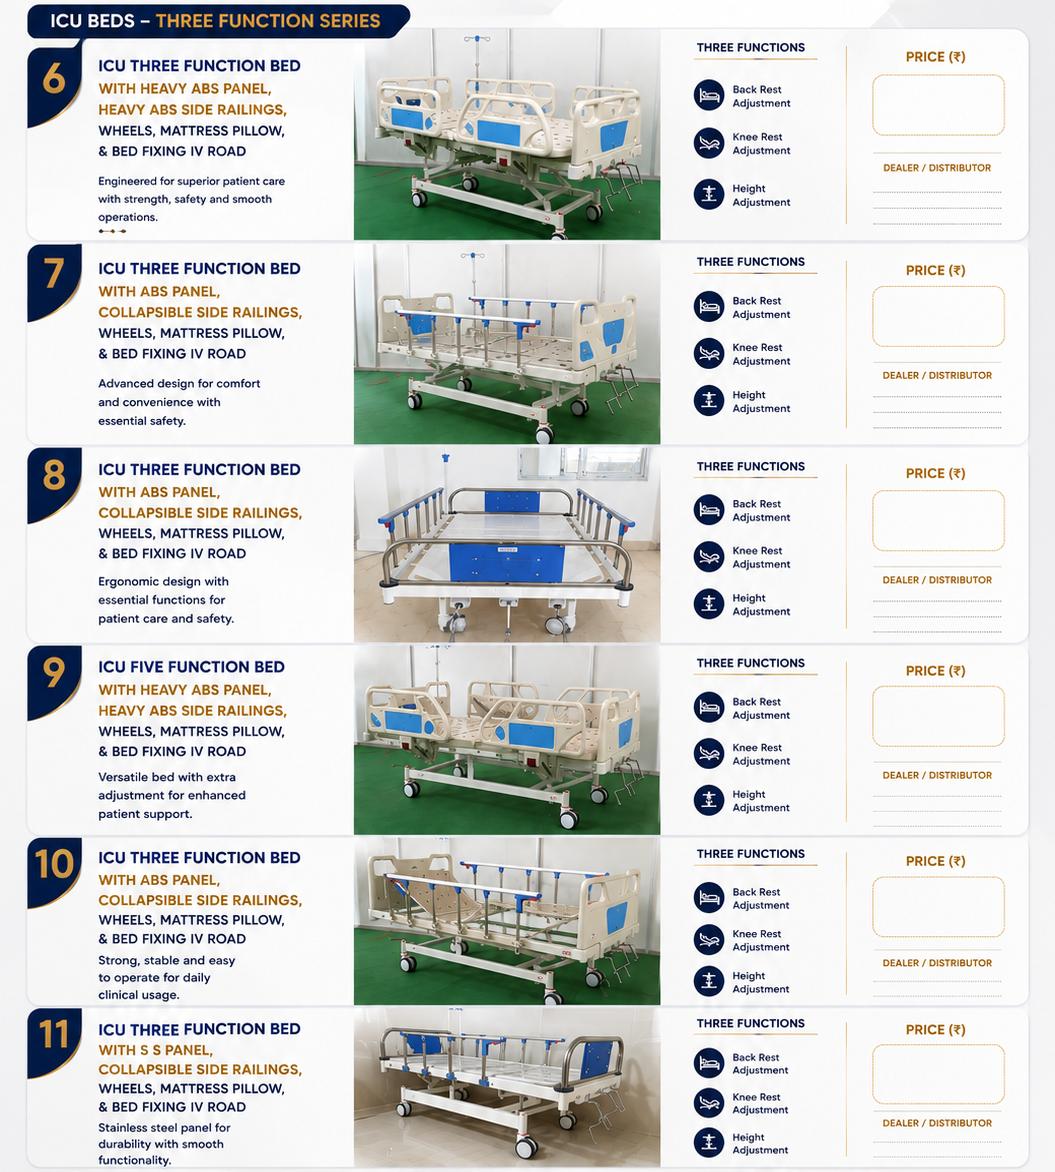 ICU BEDS – THREE FUNCTION SERIES
6
ICU THREE FUNCTION BED
WITH HEAVY ABS PANEL,
HEAVY ABS SIDE RAILINGS,
WHEELS, MATTRESS PILLOW,
& BED FIXING IV ROAD
Engineered for superior patient care
with strength, safety and smooth
operations.
THREE FUNCTIONS
Back Rest
Adjustment
Knee Rest
Adjustment
Height
Adjustment
PRICE (₹)
DEALER / DISTRIBUTOR
7
ICU THREE FUNCTION BED
WITH ABS PANEL,
COLLAPSIBLE SIDE RAILINGS,
WHEELS, MATTRESS PILLOW,
& BED FIXING IV ROAD
Advanced design for comfort
and convenience with
essential safety.
THREE FUNCTIONS
Back Rest
Adjustment
Knee Rest
Adjustment
Height
Adjustment
PRICE (₹)
DEALER / DISTRIBUTOR
8
ICU THREE FUNCTION BED
WITH ABS PANEL,
COLLAPSIBLE SIDE RAILINGS,
WHEELS, MATTRESS PILLOW,
& BED FIXING IV ROAD
Ergonomic design with
essential functions for
patient care and safety.
THREE FUNCTIONS
Back Rest
Adjustment
Knee Rest
Adjustment
Height
Adjustment
PRICE (₹)
DEALER / DISTRIBUTOR
9
ICU FIVE FUNCTION BED
WITH HEAVY ABS PANEL,
HEAVY ABS SIDE RAILINGS,
WHEELS, MATTRESS PILLOW,
& BED FIXING IV ROAD
Versatile bed with extra
adjustment for enhanced
patient support.
THREE FUNCTIONS
Back Rest
Adjustment
Knee Rest
Adjustment
Height
Adjustment
PRICE (₹)
DEALER / DISTRIBUTOR
10
ICU THREE FUNCTION BED
WITH ABS PANEL,
COLLAPSIBLE SIDE RAILINGS,
WHEELS, MATTRESS PILLOW,
& BED FIXING IV ROAD
Strong, stable and easy
to operate for daily
clinical usage.
THREE FUNCTIONS
Back Rest
Adjustment
Knee Rest
Adjustment
Height
Adjustment
PRICE (₹)
DEALER / DISTRIBUTOR
11
ICU THREE FUNCTION BED
WITH S S PANEL,
COLLAPSIBLE SIDE RAILINGS,
WHEELS, MATTRESS PILLOW,
& BED FIXING IV ROAD
Stainless steel panel for
durability with smooth
functionality.
THREE FUNCTIONS
Back Rest
Adjustment
Knee Rest
Adjustment
Height
Adjustment
PRICE (₹)
DEALER / DISTRIBUTOR